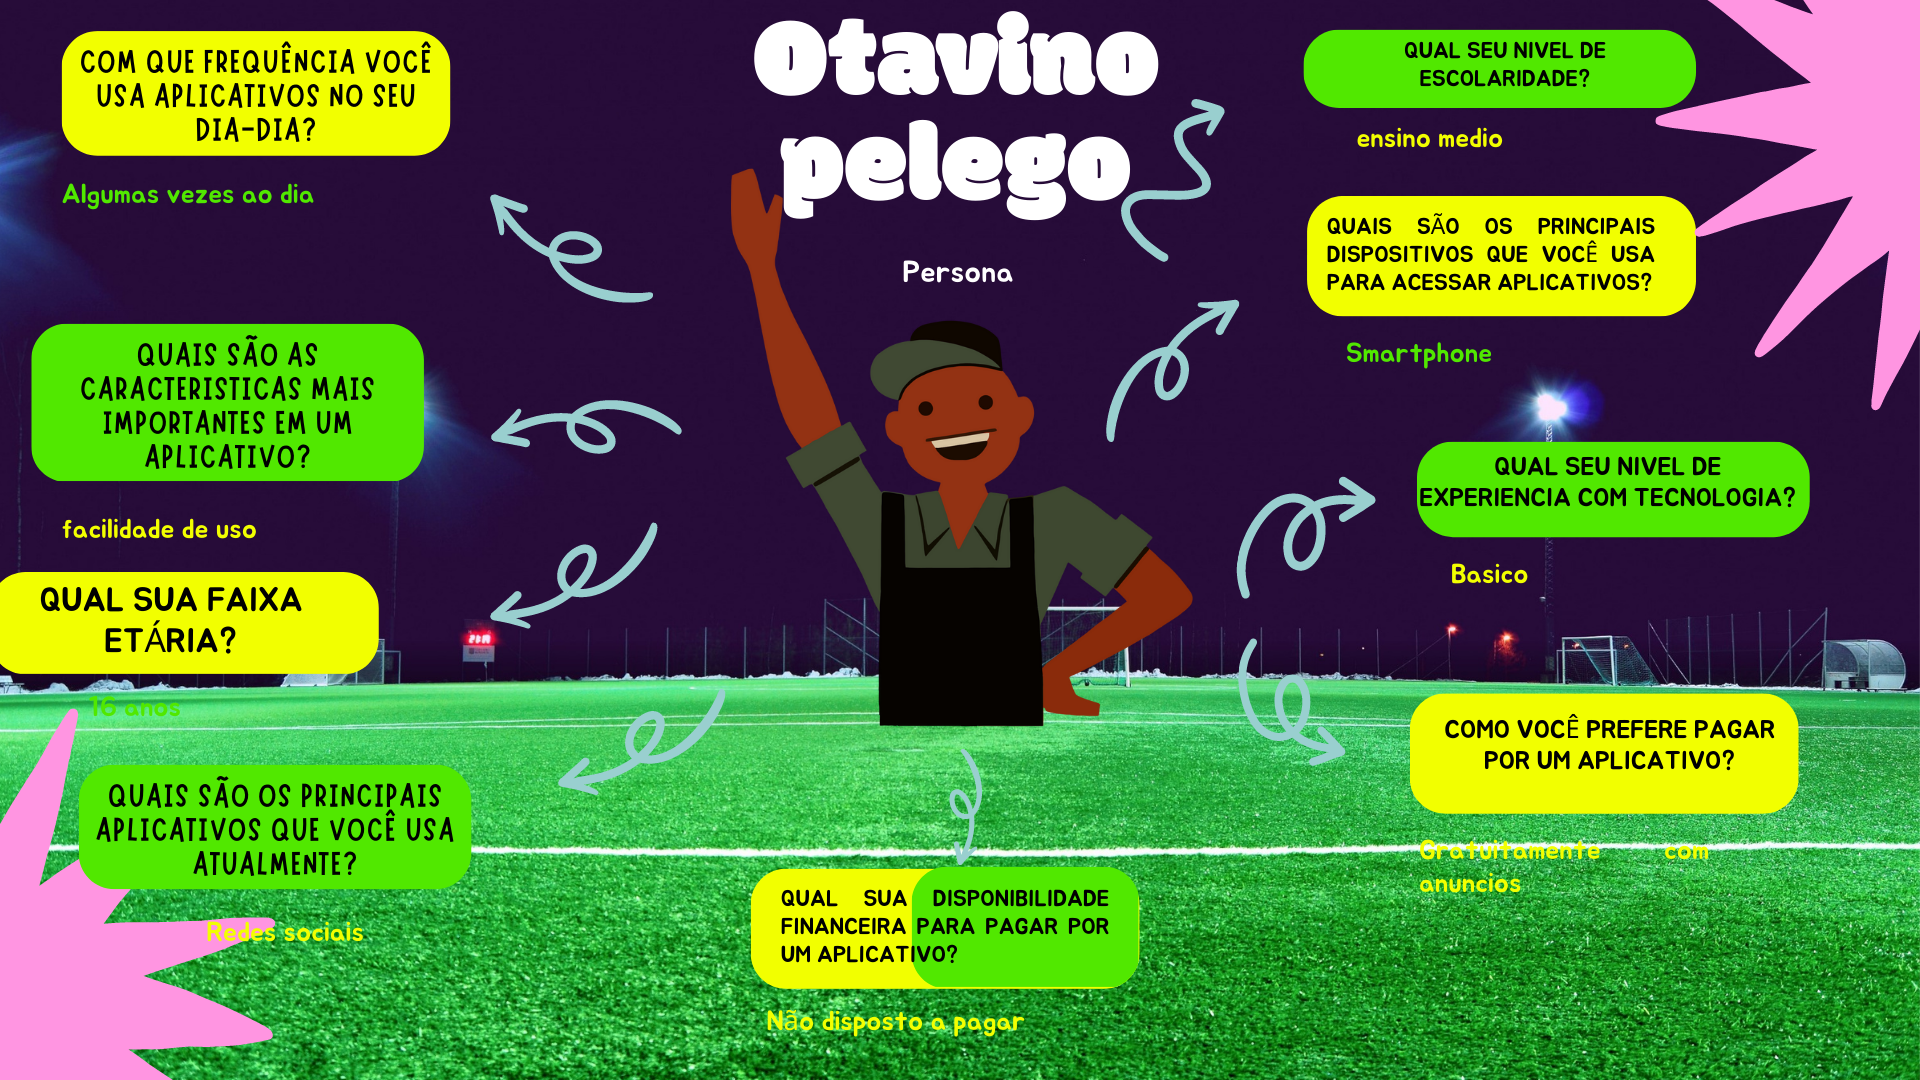 Otavino
pelego
Persona
COM QUE FREQUÊNCIA VOCÊ
USA APLICATIVOS NO SEU
DIA-DIA?
Algumas vezes ao dia
QUAIS SÃO AS
CARACTERISTICAS MAIS
IMPORTANTES EM UM
APLICATIVO?
facilidade de uso
QUAL SUA FAIXA
ETÁRIA?
16 anos
QUAIS SÃO OS PRINCIPAIS
APLICATIVOS QUE VOCÊ USA
ATUALMENTE?
Redes sociais
QUAL SUA DISPONIBILIDADE
FINANCEIRA PARA PAGAR POR
UM APLICATIVO?
Não disposto a pagar
QUAL SEU NIVEL DE
ESCOLARIDADE?
ensino medio
QUAIS SÃO OS PRINCIPAIS
DISPOSITIVOS QUE VOCÊ USA
PARA ACESSAR APLICATIVOS?
Smartphone
QUAL SEU NIVEL DE
EXPERIENCIA COM TECNOLOGIA?
Basico
COMO VOCÊ PREFERE PAGAR
POR UM APLICATIVO?
Gratuitamente com
anuncios